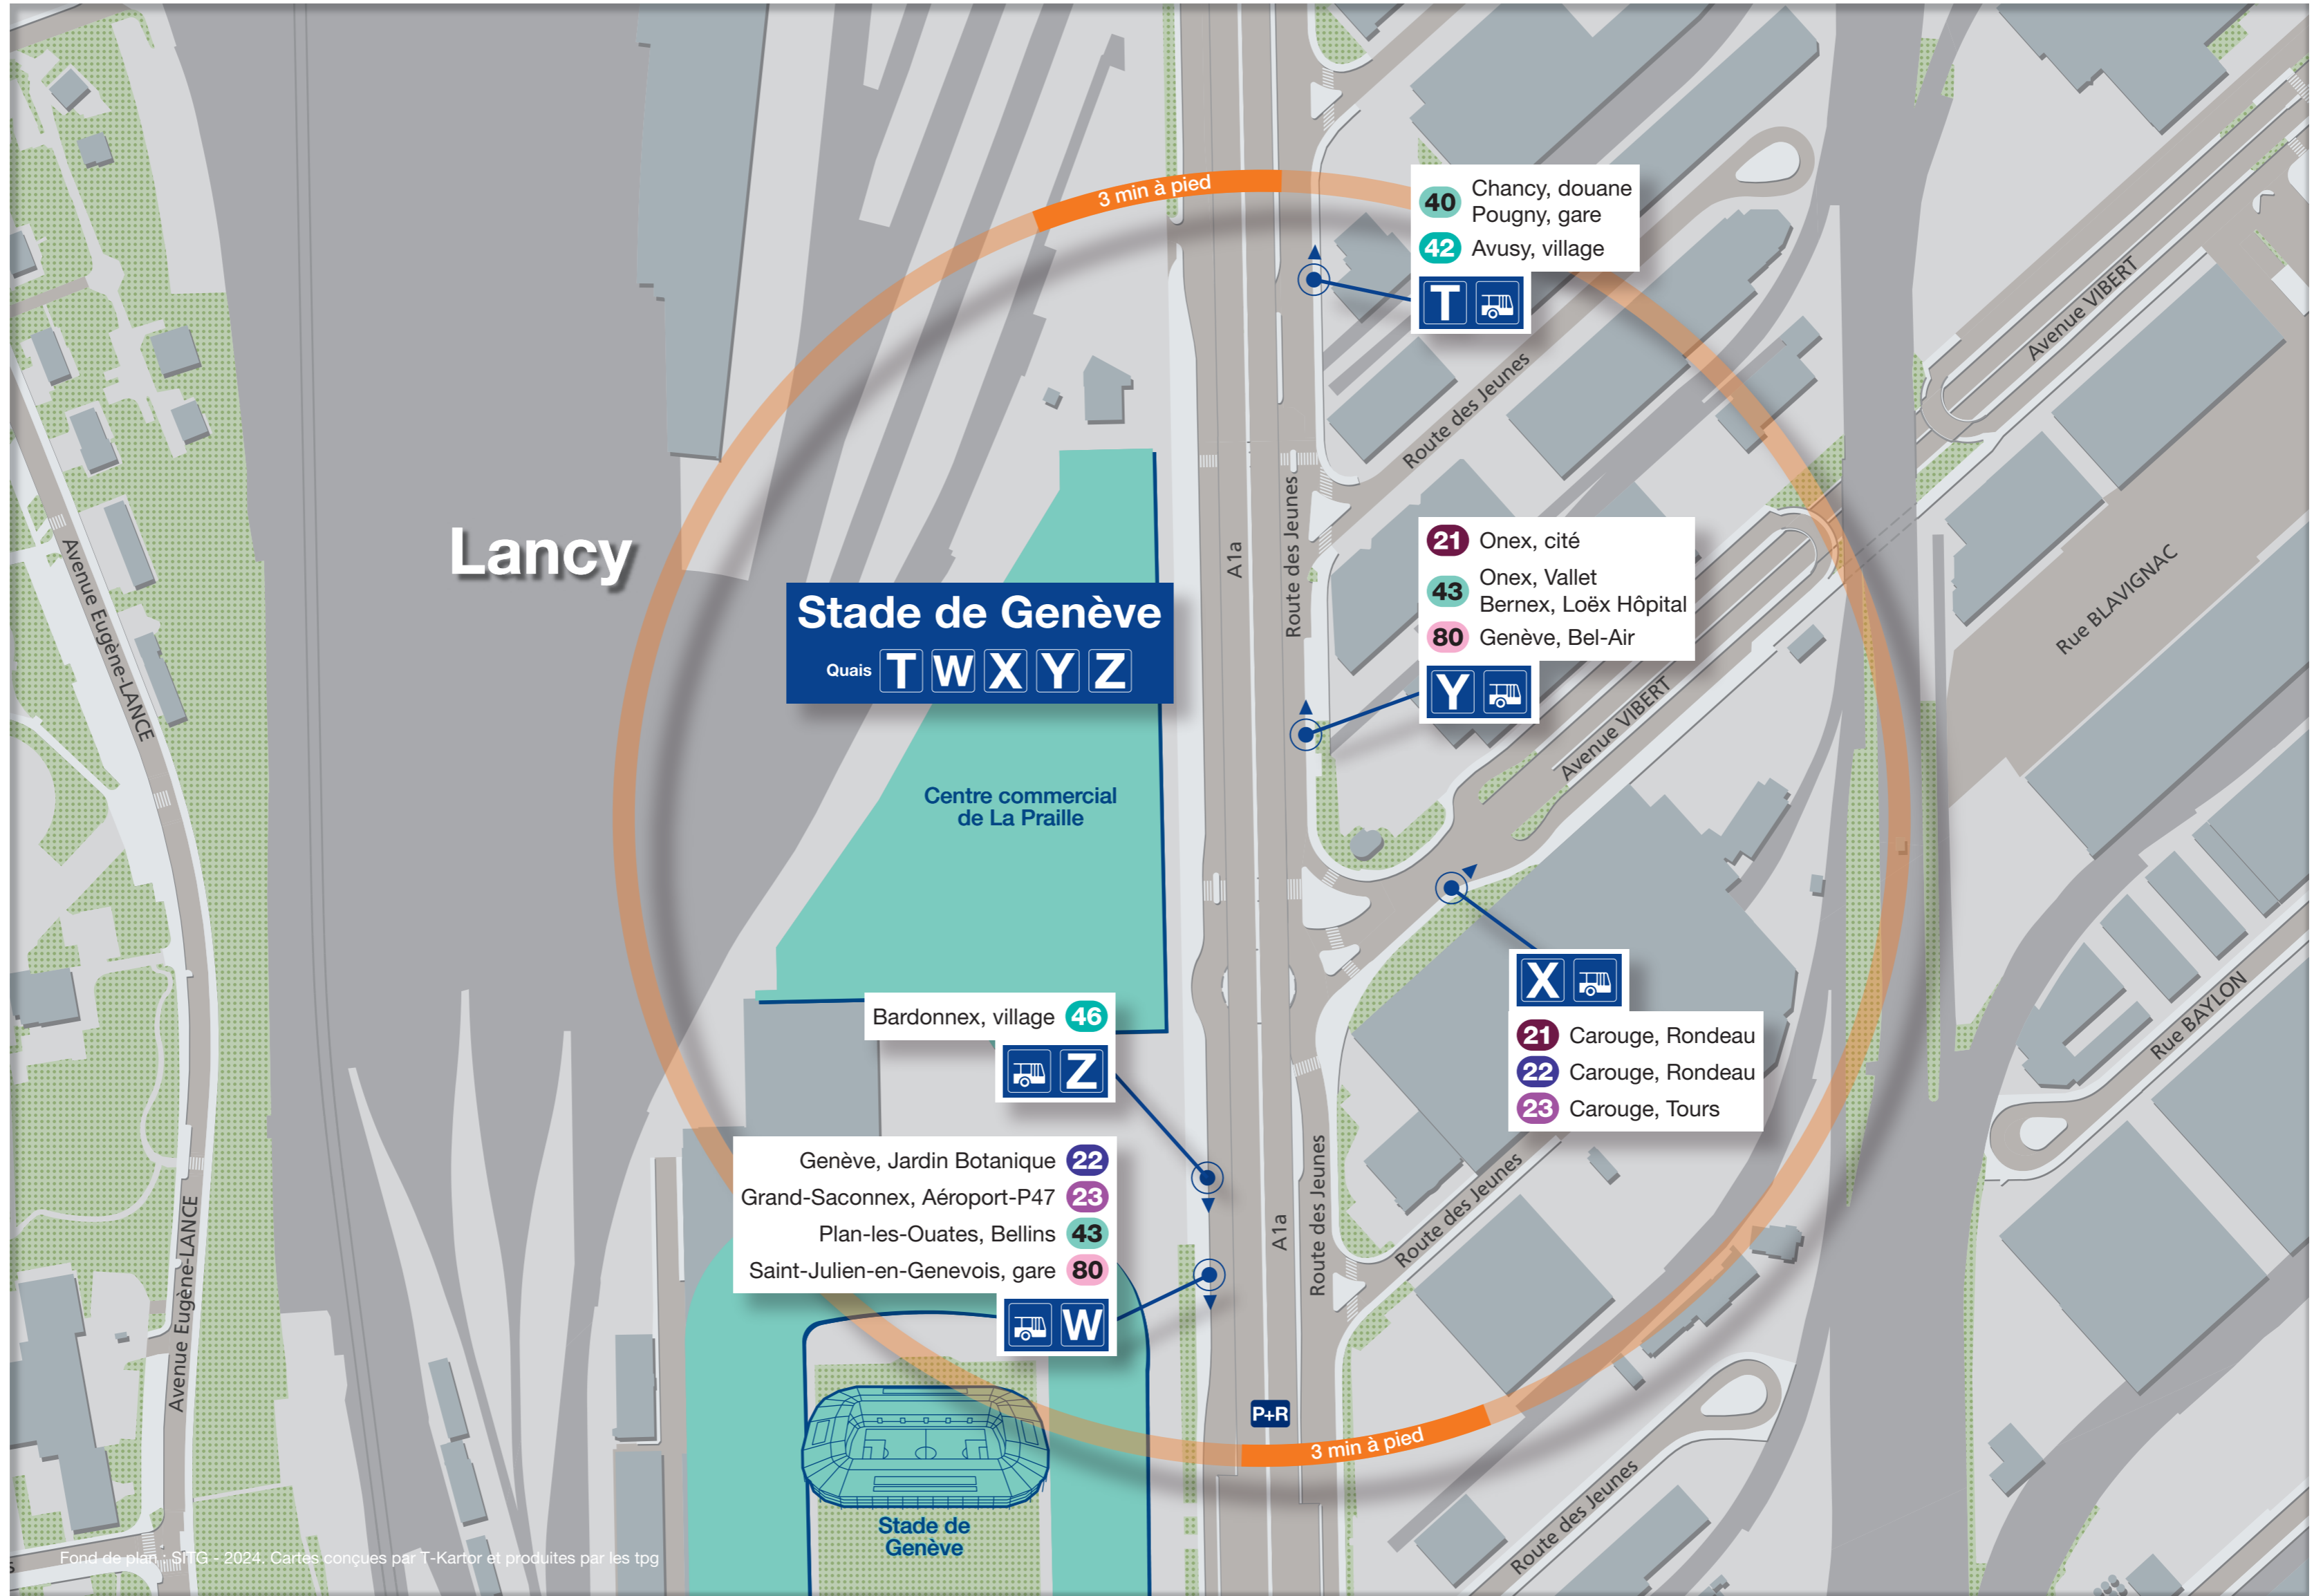 3 min à pied
40 Chancy, douane
Pougny, gare
42 Avusy, village
T
Avenue VIBERT
Route des Jeunes
Lancy
Avenue Eugène-LANCE
A1a
Route des Jeunes
21 Onex, cité
43 Onex, Vallet
Bernex, Loëx Hôpital
80 Genève, Bel-Air
Y
Rue BLAVIGNAC
Stade de Genève
Quais T W X Y Z
Avenue VIBERT
Centre commercial
de La Praille
X
21 Carouge, Rondeau
22 Carouge, Rondeau
23 Carouge, Tours
Rue BAYLON
Bardonnex, village 46
Z
Genève, Jardin Botanique 22
Grand-Saconnex, Aéroport-P47 23
Plan-les-Ouates, Bellins 43
Saint-Julien-en-Genevois, gare 80
W
A1a
Route des Jeunes
Route des Jeunes
Avenue Eugène-LANCE
P+R
3 min à pied
Route des Jeunes
Stade de
Genève
Fond de plan : SITG - 2024. Cartes conçues par T-Kartor et produites par les tpg